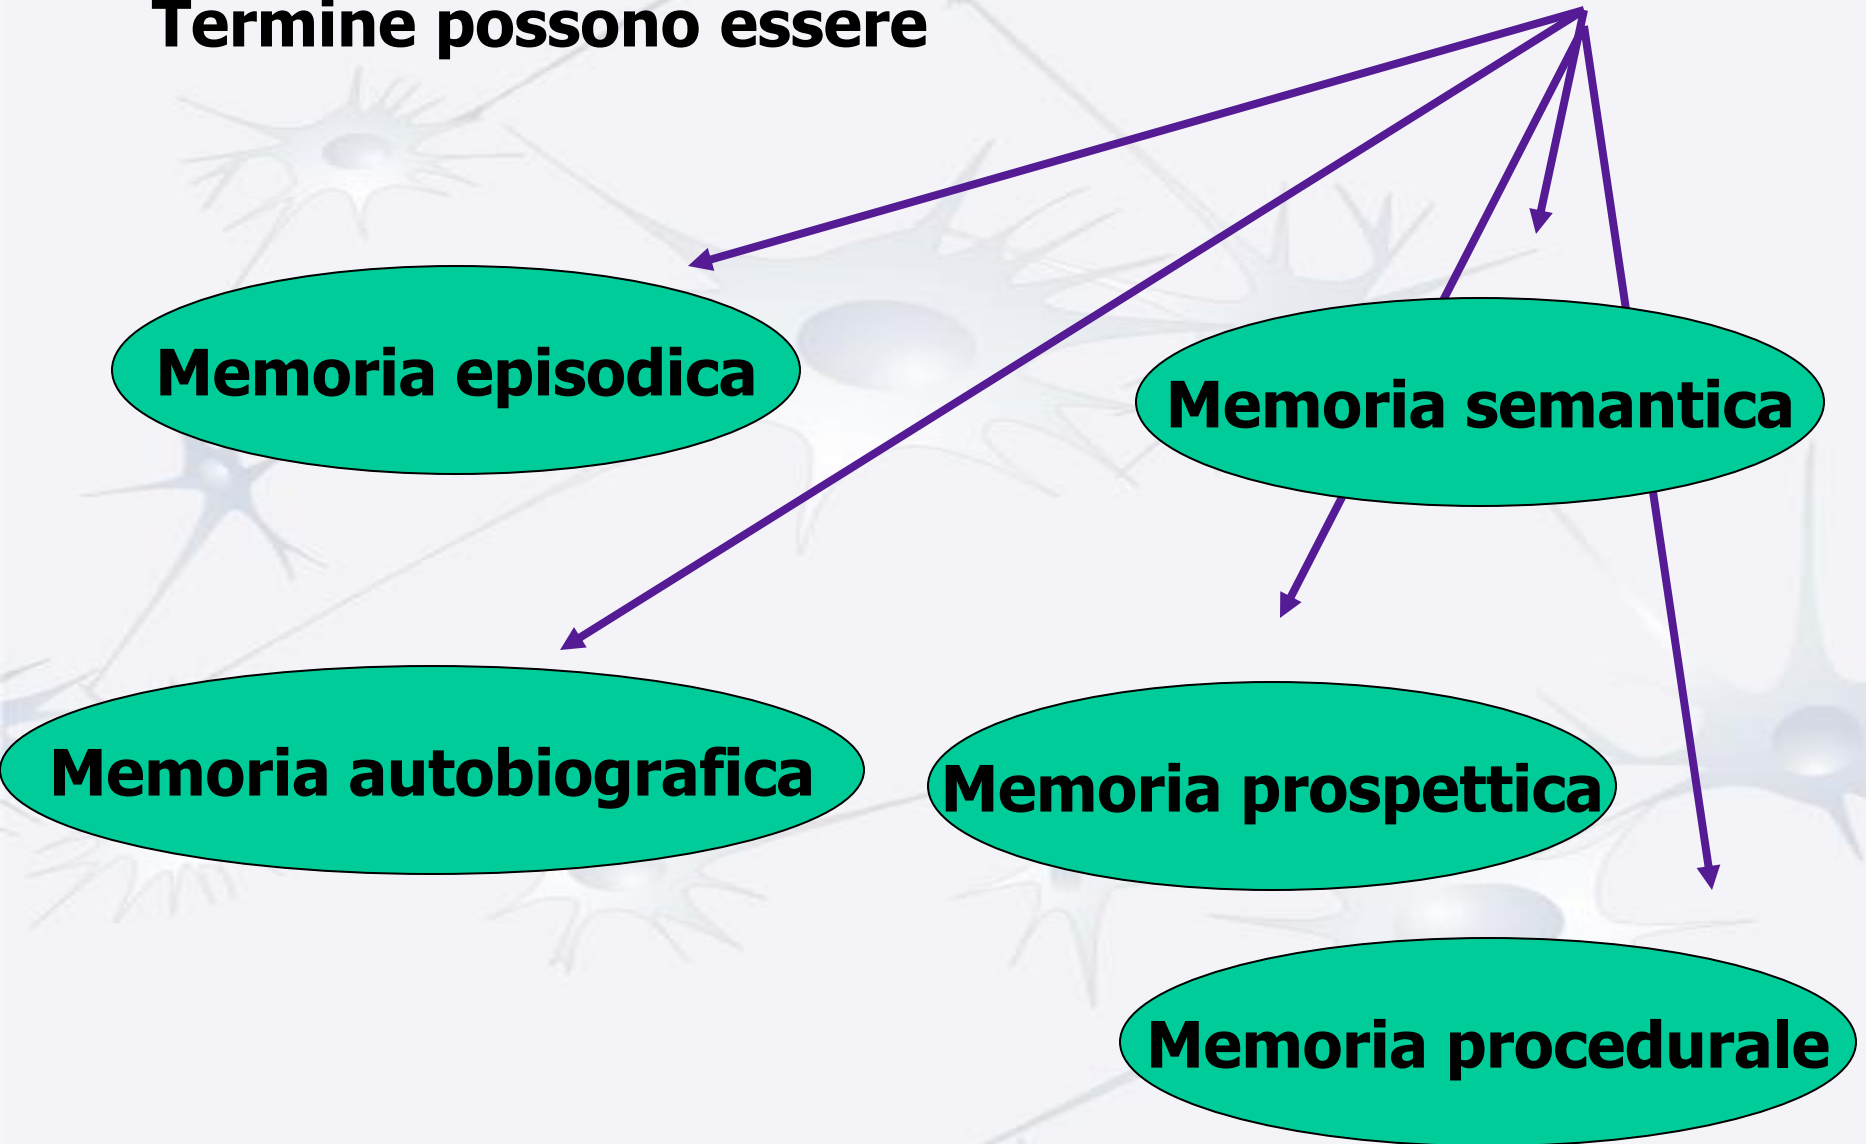 Termine possono essere
Memoria episodica
Memoria semantica
Memoria autobiografica
Memoria prospettica
Memoria procedurale